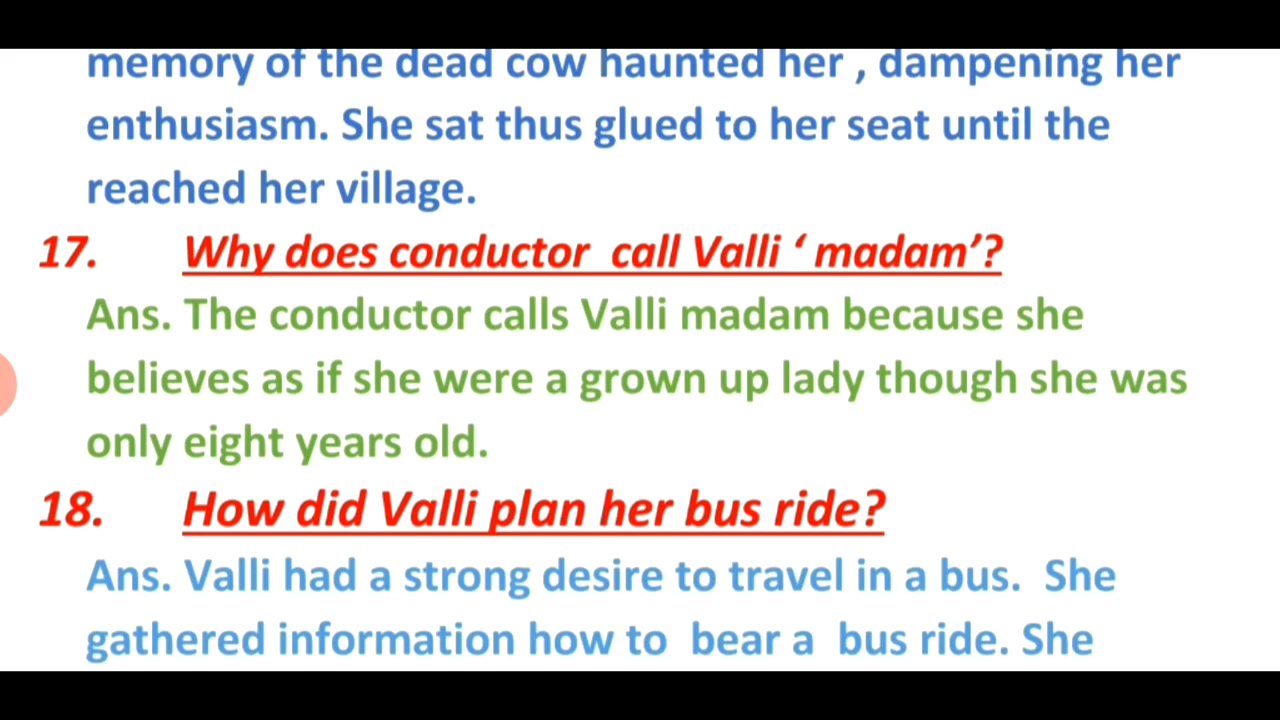 memory of the dead cow haunted her , dampening her
enthusiasm. She sat thus glued to her seat until the
reached her village.
17. Why does conductor call Valli ‘ madam’?
Ans. The conductor calls Valli madam because she
believes as if she were a grown up lady though she was
only eight years old.
18. How did Valli plan her bus ride?
Ans. Valli had a strong desire to travel in a bus. She
gathered information how to bear a bus ride. She